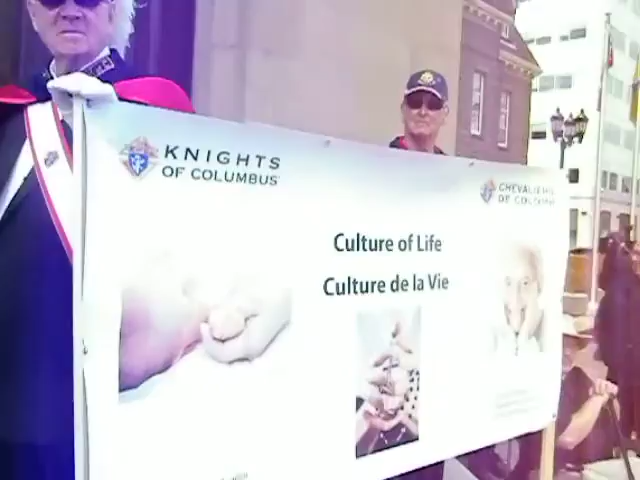 KNIGHTS
OF COLUMBUS
CHEVALIERS
DE COLOMB
Culture of Life
Culture de la Vie